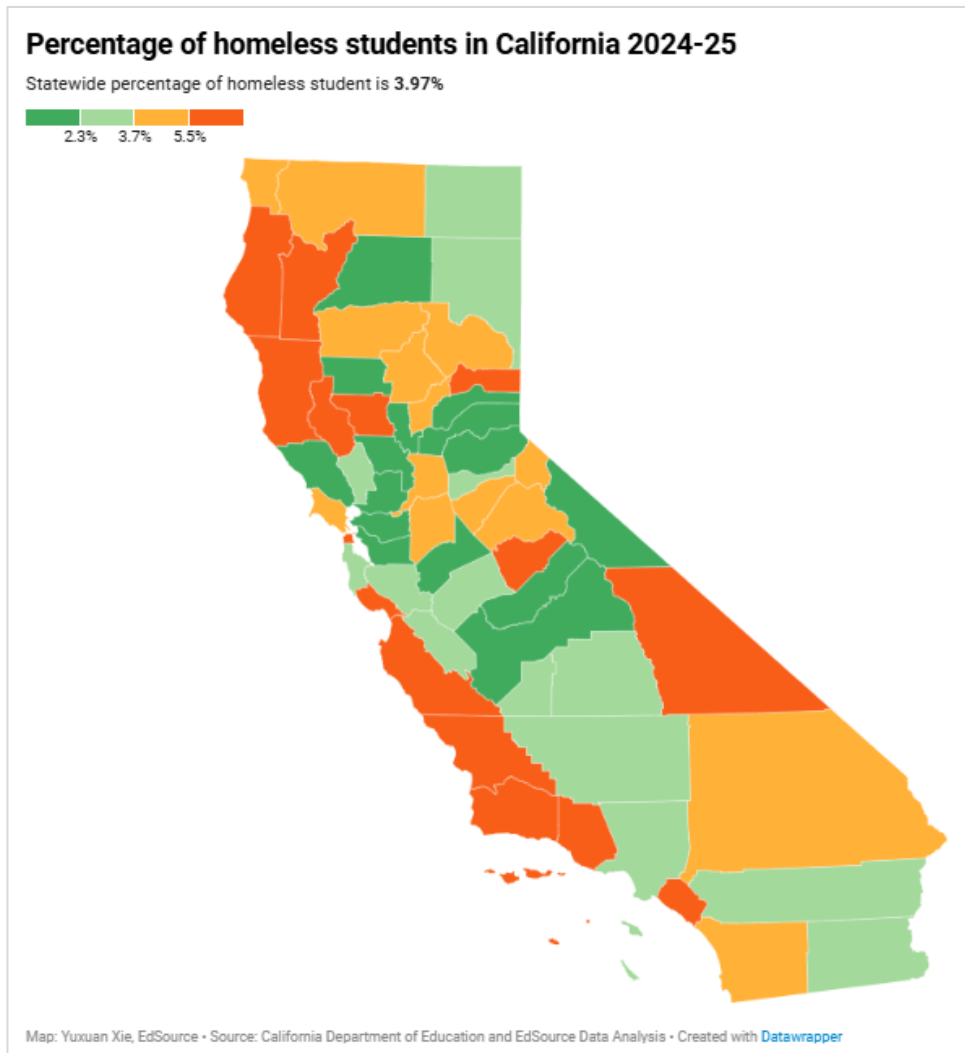 Percentage of homeless students in California 2024-25
Statewide percentage of homeless student is 3.97%
2.3% 3.7% 5.5%
Map: Yuxuan Xie, EdSource • Source: California Department of Education and EdSource Data Analysis • Created with Datawrapper